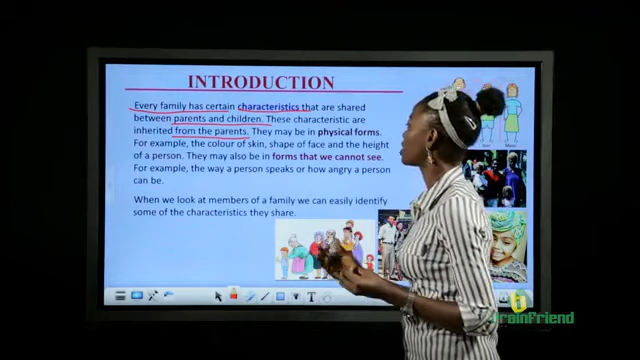 INTRODUCTION
Every family has certain characteristics that are shared
between parents and children. These characteristic are
inherited from the parents. They may be in physical forms.
For example, the colour of skin, shape of face and the height
of a person. They may also be in forms that we cannot see.
For example, the way a person speaks or how angry a person
can be.
When we look at members of a family we can easily identify
some of the characteristics they share.
T
BrainFriend